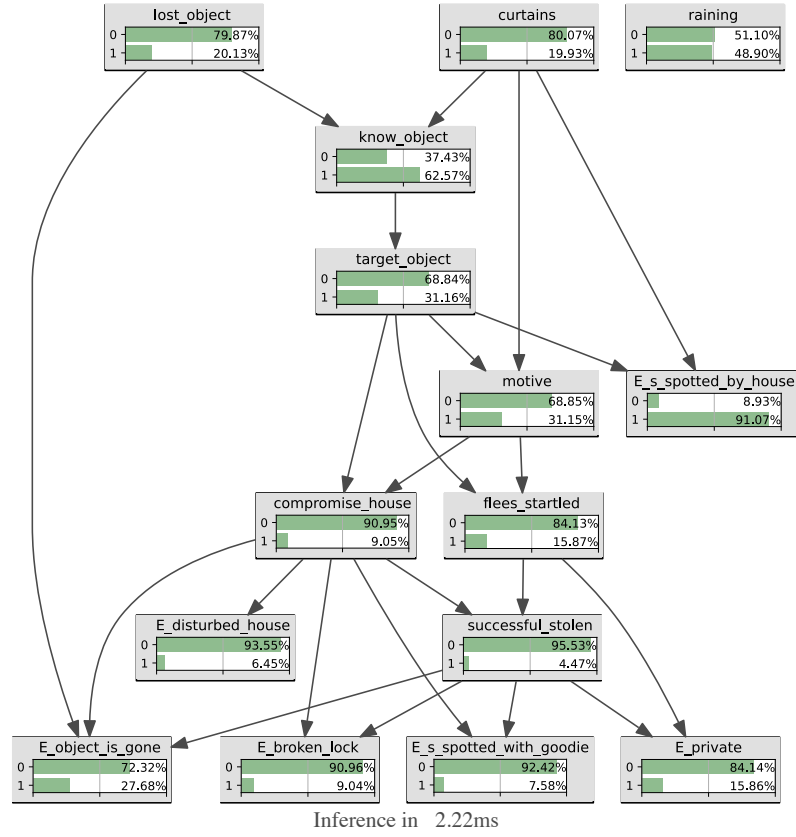 lost_object
0 79.87%
1 20.13%
curtains
0 80.07%
1 19.93%
raining
0 51.10%
1 48.90%
know_object
0 37.43%
1 62.57%
target_object
0 68.84%
1 31.16%
motive
0 68.85%
1 31.15%
E_s_spotted_by_house
0 8.93%
1 91.07%
compromise_house
0 90.95%
1 9.05%
flees_startled
0 84.13%
1 15.87%
E_disturbed_house
0 93.55%
1 6.45%
successful_stolen
0 95.53%
1 4.47%
E_object_is_gone
0 72.32%
1 27.68%
E_broken_lock
0 90.96%
1 9.04%
E_s_spotted_with_goodie
0 92.42%
1 7.58%
E_private
0 84.14%
1 15.86%
Inference in 2.22ms